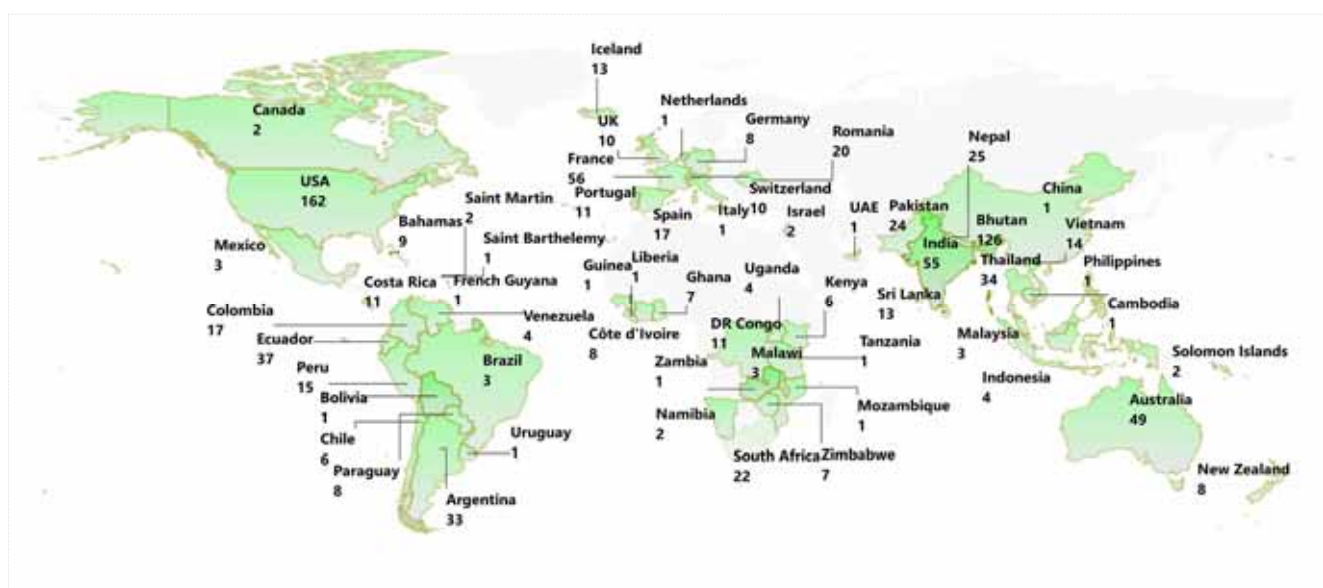 Iceland
13
Netherlands
1
Canada
2
UK
10
Germany
8
Romania
20
Nepal
25
France
56
USA
162
Saint Martin
2
Portugal
11
Switzerland
10
China
1
Bahamas
9
Spain
17
Italy
1
Israel
2
UAE
1
Pakistan
24
Bhutan
126
Vietnam
14
Mexico
3
Saint Barthelemy
1
Guinea
1
Liberia
1
India
55
Thailand
34
Philippines
1
Costa Rica
11
French Guyana
1
Ghana
7
Uganda
4
Kenya
6
Sri Lanka
13
Cambodia
1
Colombia
17
Venezuela
4
Côte d'Ivoire
8
DR Congo
11
Ecuador
37
Brazil
3
Zambia
1
Malawi
3
Tanzania
1
Malaysia
3
Solomon Islands
2
Peru
15
Indonesia
4
Bolivia
1
Namibia
2
Mozambique
1
Australia
49
Chile
6
Uruguay
1
Paraguay
8
South Africa
22
Zimbabwe
7
New Zealand
8
Argentina
33